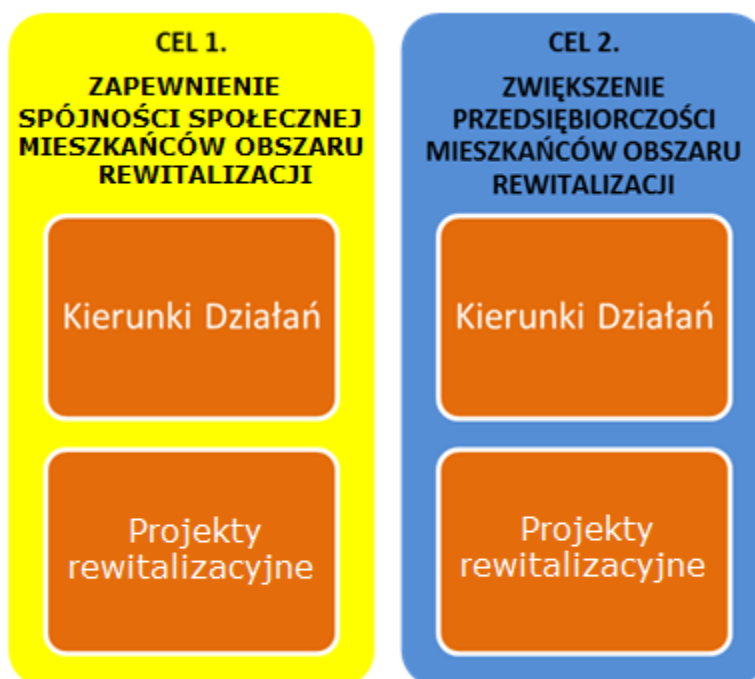 CEL 1.
ZAPEWNIENIE
SPÓJNOŚCI SPOŁECZNEJ
MIESZKAŃCÓW OBSZARU
REWITALIZACJI
Kierunki Działań
Projekty
rewitalizacyjne
CEL 2.
ZWIĘKSZENIE
PRZEDSIĘBIORCZOŚCI
MIESZKAŃCÓW OBSZARU
REWITALIZACJI
Kierunki Działań
Projekty
rewitalizacyjne